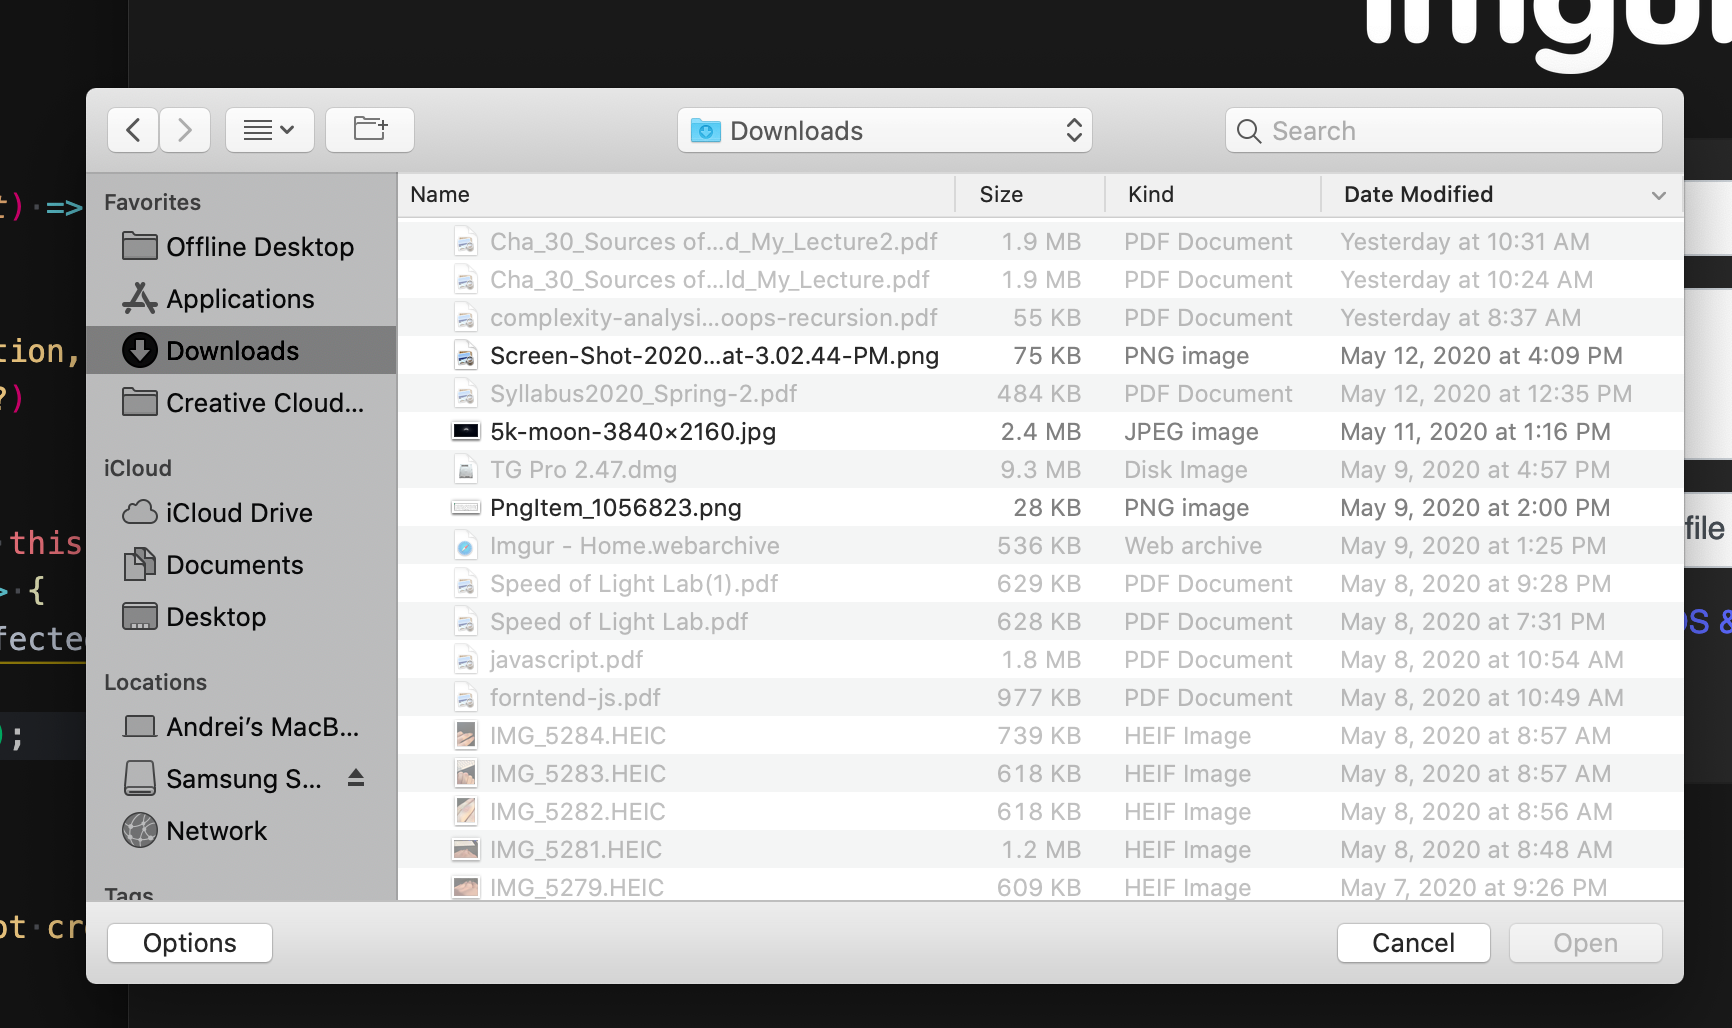 imgur
Downloads
Search
Favorites
Offline Desktop
Applications
Downloads
Creative Cloud...
iCloud
iCloud Drive
Documents
Desktop
Locations
Andrei’s MacB...
Samsung S...
Network
Tags
Name Size Kind Date Modified
Cha_30_Sources of...d_My_Lecture2.pdf 1.9 MB PDF Document Yesterday at 10:31 AM
Cha_30_Sources of...ld_My_Lecture.pdf 1.9 MB PDF Document Yesterday at 10:24 AM
complexity-analysi...oops-recursion.pdf 55 KB PDF Document Yesterday at 8:37 AM
Screen-Shot-2020...at-3.02.44-PM.png 75 KB PNG image May 12, 2020 at 4:09 PM
Syllabus2020_Spring-2.pdf 484 KB PDF Document May 12, 2020 at 12:35 PM
5k-moon-3840×2160.jpg 2.4 MB JPEG image May 11, 2020 at 1:16 PM
TG Pro 2.47.dmg 9.3 MB Disk Image May 9, 2020 at 4:57 PM
PngItem_1056823.png 28 KB PNG image May 9, 2020 at 2:00 PM
Imgur - Home.webarchive 536 KB Web archive May 9, 2020 at 1:25 PM
Speed of Light Lab(1).pdf 629 KB PDF Document May 8, 2020 at 9:28 PM
Speed of Light Lab.pdf 628 KB PDF Document May 8, 2020 at 7:31 PM
javascript.pdf 1.8 MB PDF Document May 8, 2020 at 10:54 AM
forntend-js.pdf 977 KB PDF Document May 8, 2020 at 10:49 AM
IMG_5284.HEIC 739 KB HEIF Image May 8, 2020 at 8:57 AM
IMG_5283.HEIC 618 KB HEIF Image May 8, 2020 at 8:57 AM
IMG_5282.HEIC 618 KB HEIF Image May 8, 2020 at 8:56 AM
IMG_5281.HEIC 1.2 MB HEIF Image May 8, 2020 at 8:48 AM
IMG_5279.HEIC 609 KB HEIF Image May 7, 2020 at 9:26 PM
Options Cancel Open
) =>
tion,
?)
this
> {
fecte
);
ot cr
file
OS &